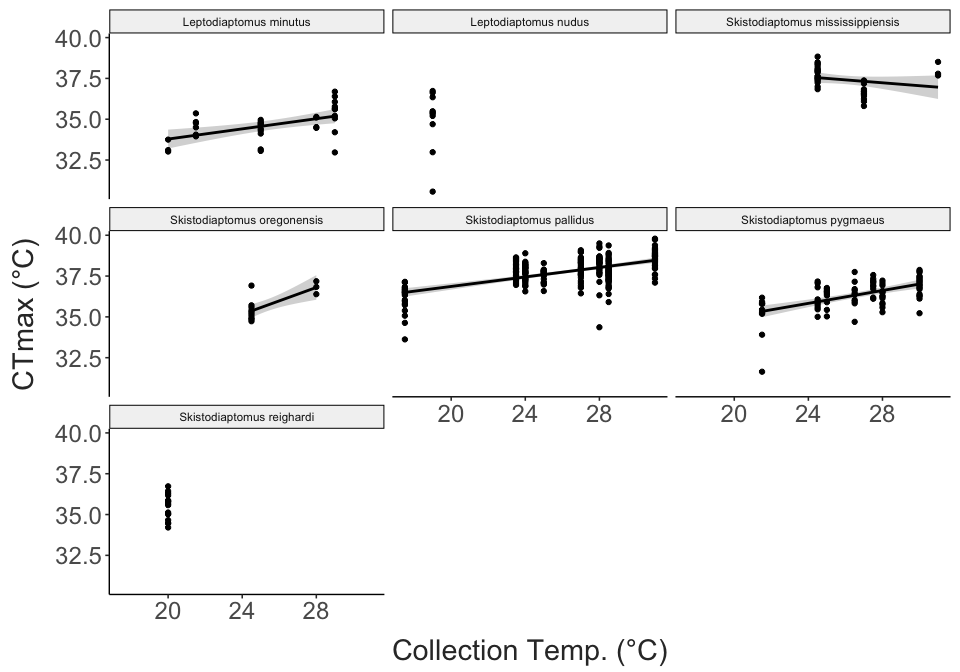 Leptodiaptomus minutus
Leptodiaptomus nudus
Skistodiaptomus mississippiensis
40.0
37.5
35.0
32.5
Skistodiaptomus oregonensis
Skistodiaptomus pallidus
Skistodiaptomus pygmaeus
40.0
37.5
35.0
32.5
20 24 28
20 24 28
Skistodiaptomus reighardi
40.0
37.5
35.0
32.5
20 24 28
CTmax (°C)
Collection Temp. (°C)